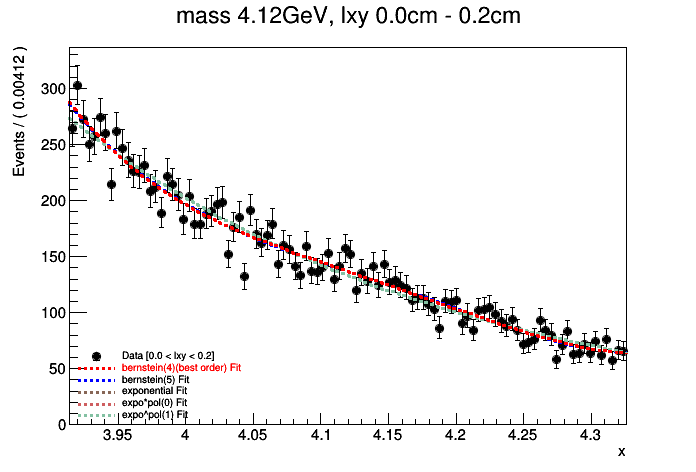 mass 4.12GeV, lxy 0.0cm - 0.2cm
Events / ( 0.00412 )
300
250
200
150
100
50
0
Data [0.0 < lxy < 0.2]
bernstein(4)(best order) Fit
bernstein(5) Fit
exponential Fit
expo*pol(0) Fit
expo*pol(1) Fit
3.95 4 4.05 4.1 4.15 4.2 4.25 4.3
x